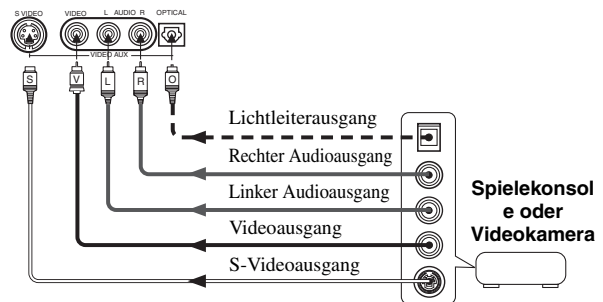 S VIDEO VIDEO L AUDIO R OPTICAL
VIDEO AUX
S V L R O
Lichtleiterausgang
Rechter Audioausgang
Linker Audioausgang
Videoausgang
S-Videoausgang
Spielekonsol
e oder
Videokamera